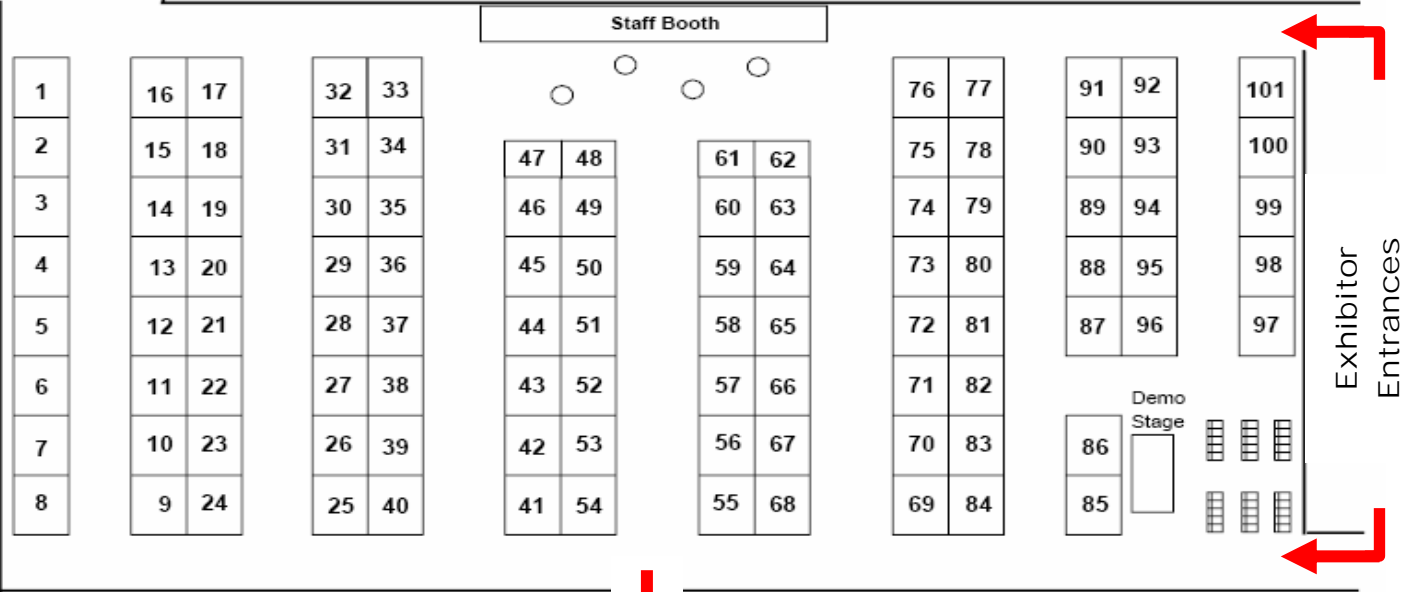 Staff Booth
1 16 17 32 33 76 77 91 92 101
2 15 18 31 34 47 48 61 62 75 78 90 93 100
3 14 19 30 35 46 49 60 63 74 79 89 94 99
4 13 20 29 36 45 50 59 64 73 80 88 95 98
5 12 21 28 37 44 51 58 65 72 81 87 96 97
6 11 22 27 38 43 52 57 66 71 82
7 10 23 26 39 42 53 56 67 70 83 86
8 9 24 25 40 41 54 55 68 69 84 85
Demo
Stage
Exhibitor
Entrances